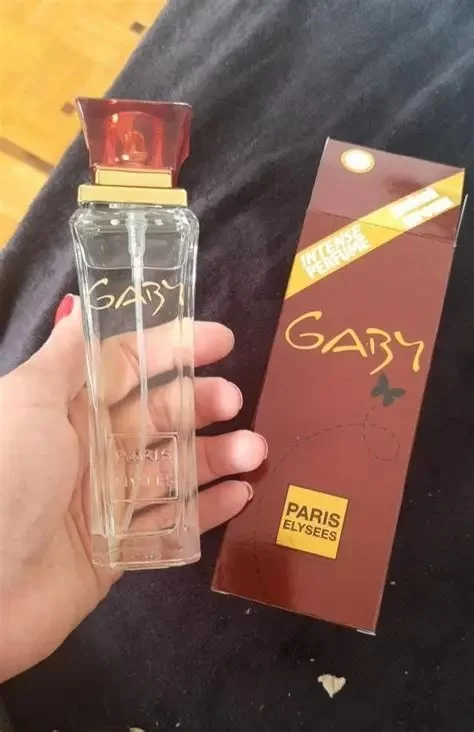 GABY
PARIS
ELYSEES
INTENSE
PERFUME
GABY
PARIS
ELYSEES